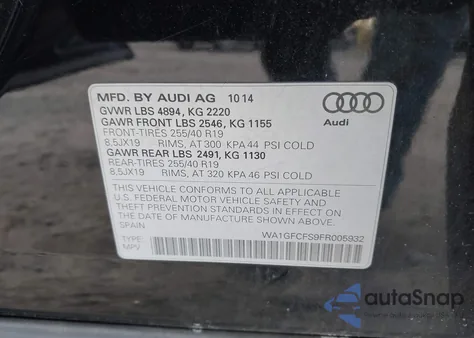 MFD. BY AUDI AG 10 14
GVWR LBS 4894, KG 2220
GAWR FRONT LBS 2546, KG 1155
FRONT-TIRES 255/40 R19
8.5JX19 RIMS, AT 300 KPA 44 PSI COLD
GAWR REAR LBS 2491, KG 1130
REAR-TIRES 255/40 R19
8.5JX19 RIMS, AT 320 KPA 46 PSI COLD
Audi
THIS VEHICLE CONFORMS TO ALL APPLICABLE
U.S. FEDERAL MOTOR VEHICLE SAFETY AND
THEFT PREVENTION STANDARDS IN EFFECT ON
THE DATE OF MANUFACTURE SHOWN ABOVE.
SPAIN
WA1GFCFS9FR005932
TYPE:
MPV
autoSnap